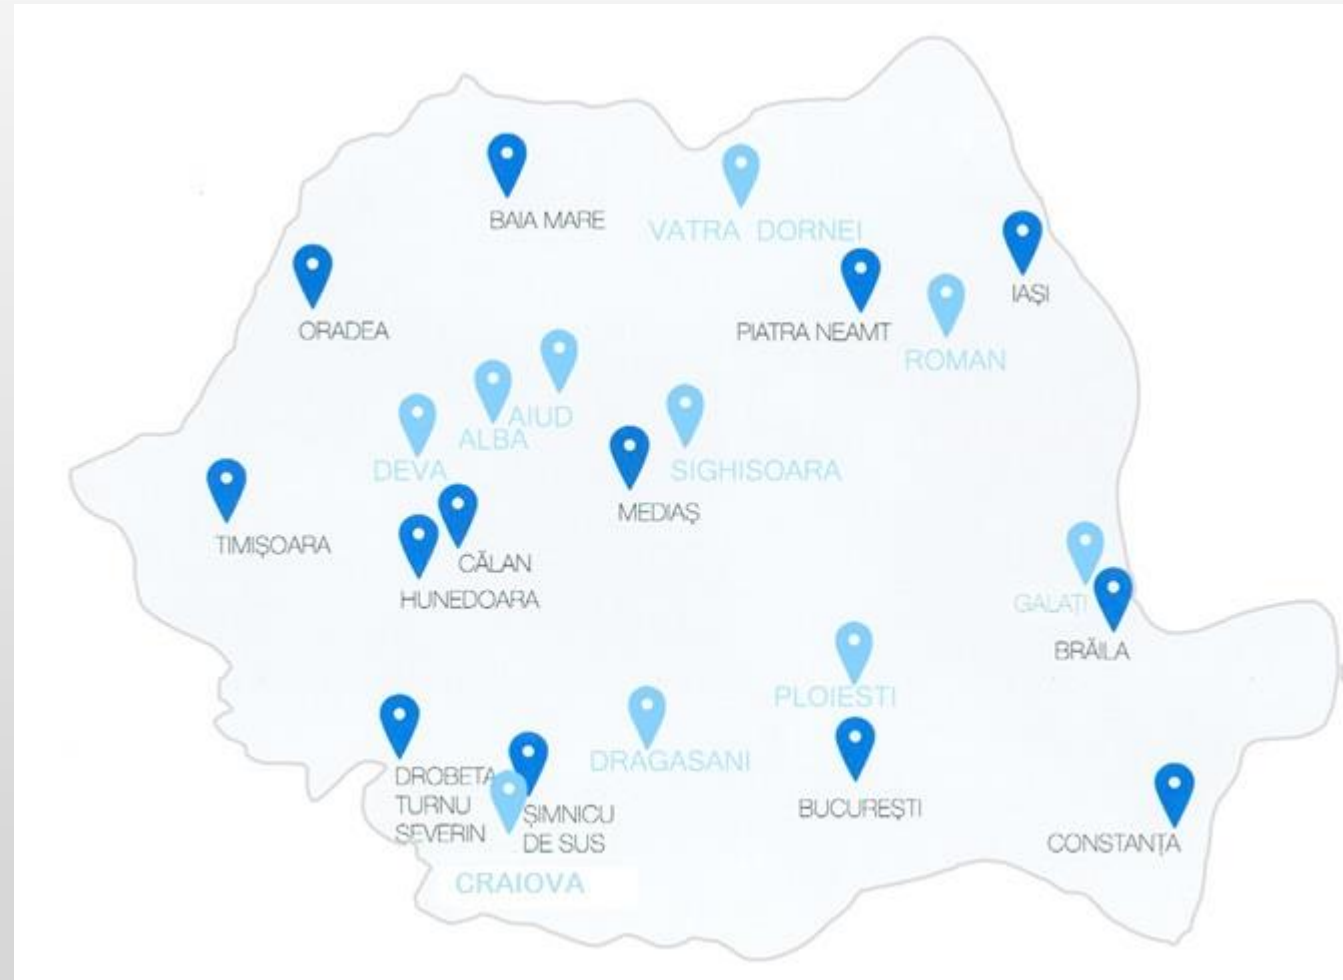 BAIA MARE
VATRA DORNEI
IAȘI
ORADEA
PIATRA NEAMT
ROMAN
AIUD
ALBA
DEVA
SIGHISOARA
MEDIAȘ
TIMIȘOARA
CĂLAN
HUNEDOARA
GALAȚI
BRĂILA
PLOIESTI
DRAGASANI
DROBETA
TURNU
SEVERIN
ȘIMNICU
DE SUS
BUCUREȘTI
CONSTANȚA
CRAIOVA